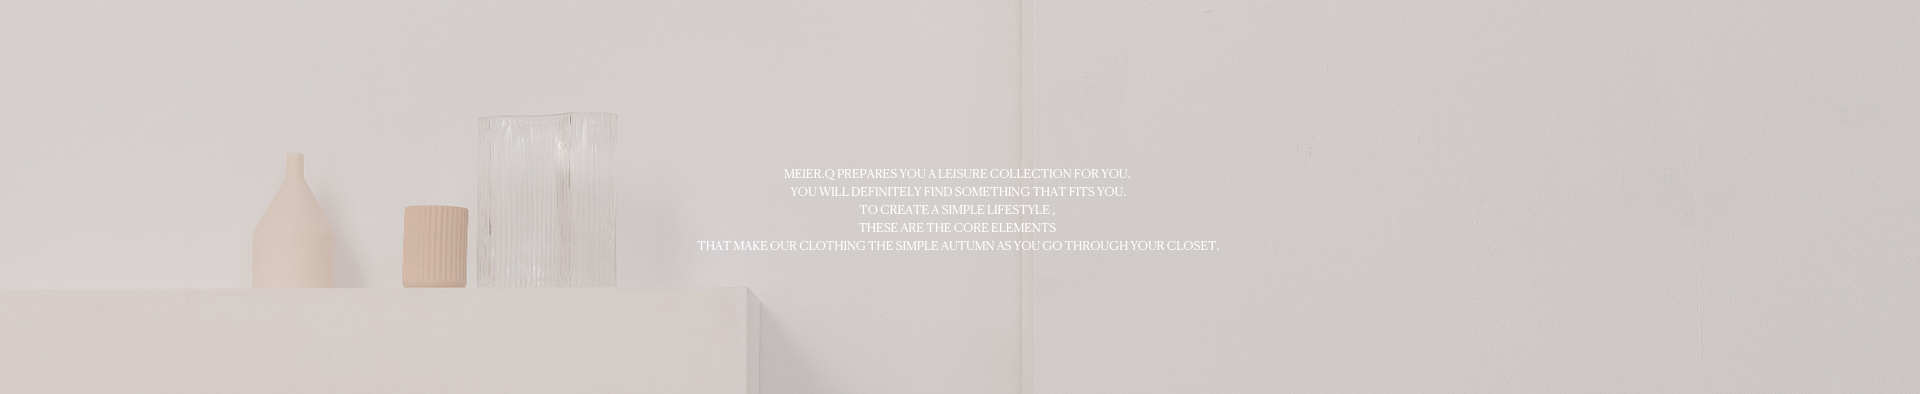 MEIER.Q PREPARES YOU A LEISURE COLLECTION FOR YOU.
YOU WILL DEFINITELY FIND SOMETHING THAT FITS YOU.
TO CREATE A SIMPLE LIFESTYLE ,
THESE ARE THE CORE ELEMENTS
THAT MAKE OUR CLOTHING THE SIMPLE AUTUMN AS YOU GO THROUGH YOUR CLOSET.